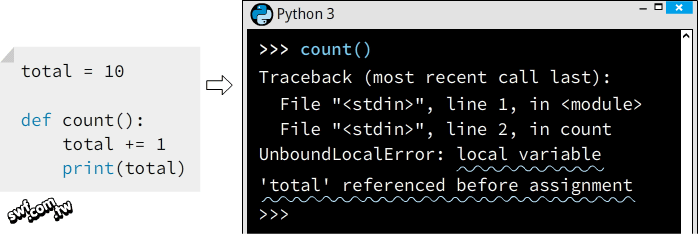 total = 10
def count():
    total += 1
    print(total)
swf.com.tw
Python 3
>>> count()
Traceback (most recent call last):
  File "<stdin>", line 1, in <module>
  File "<stdin>", line 2, in count
UnboundLocalError: local variable
'total' referenced before assignment
>>>